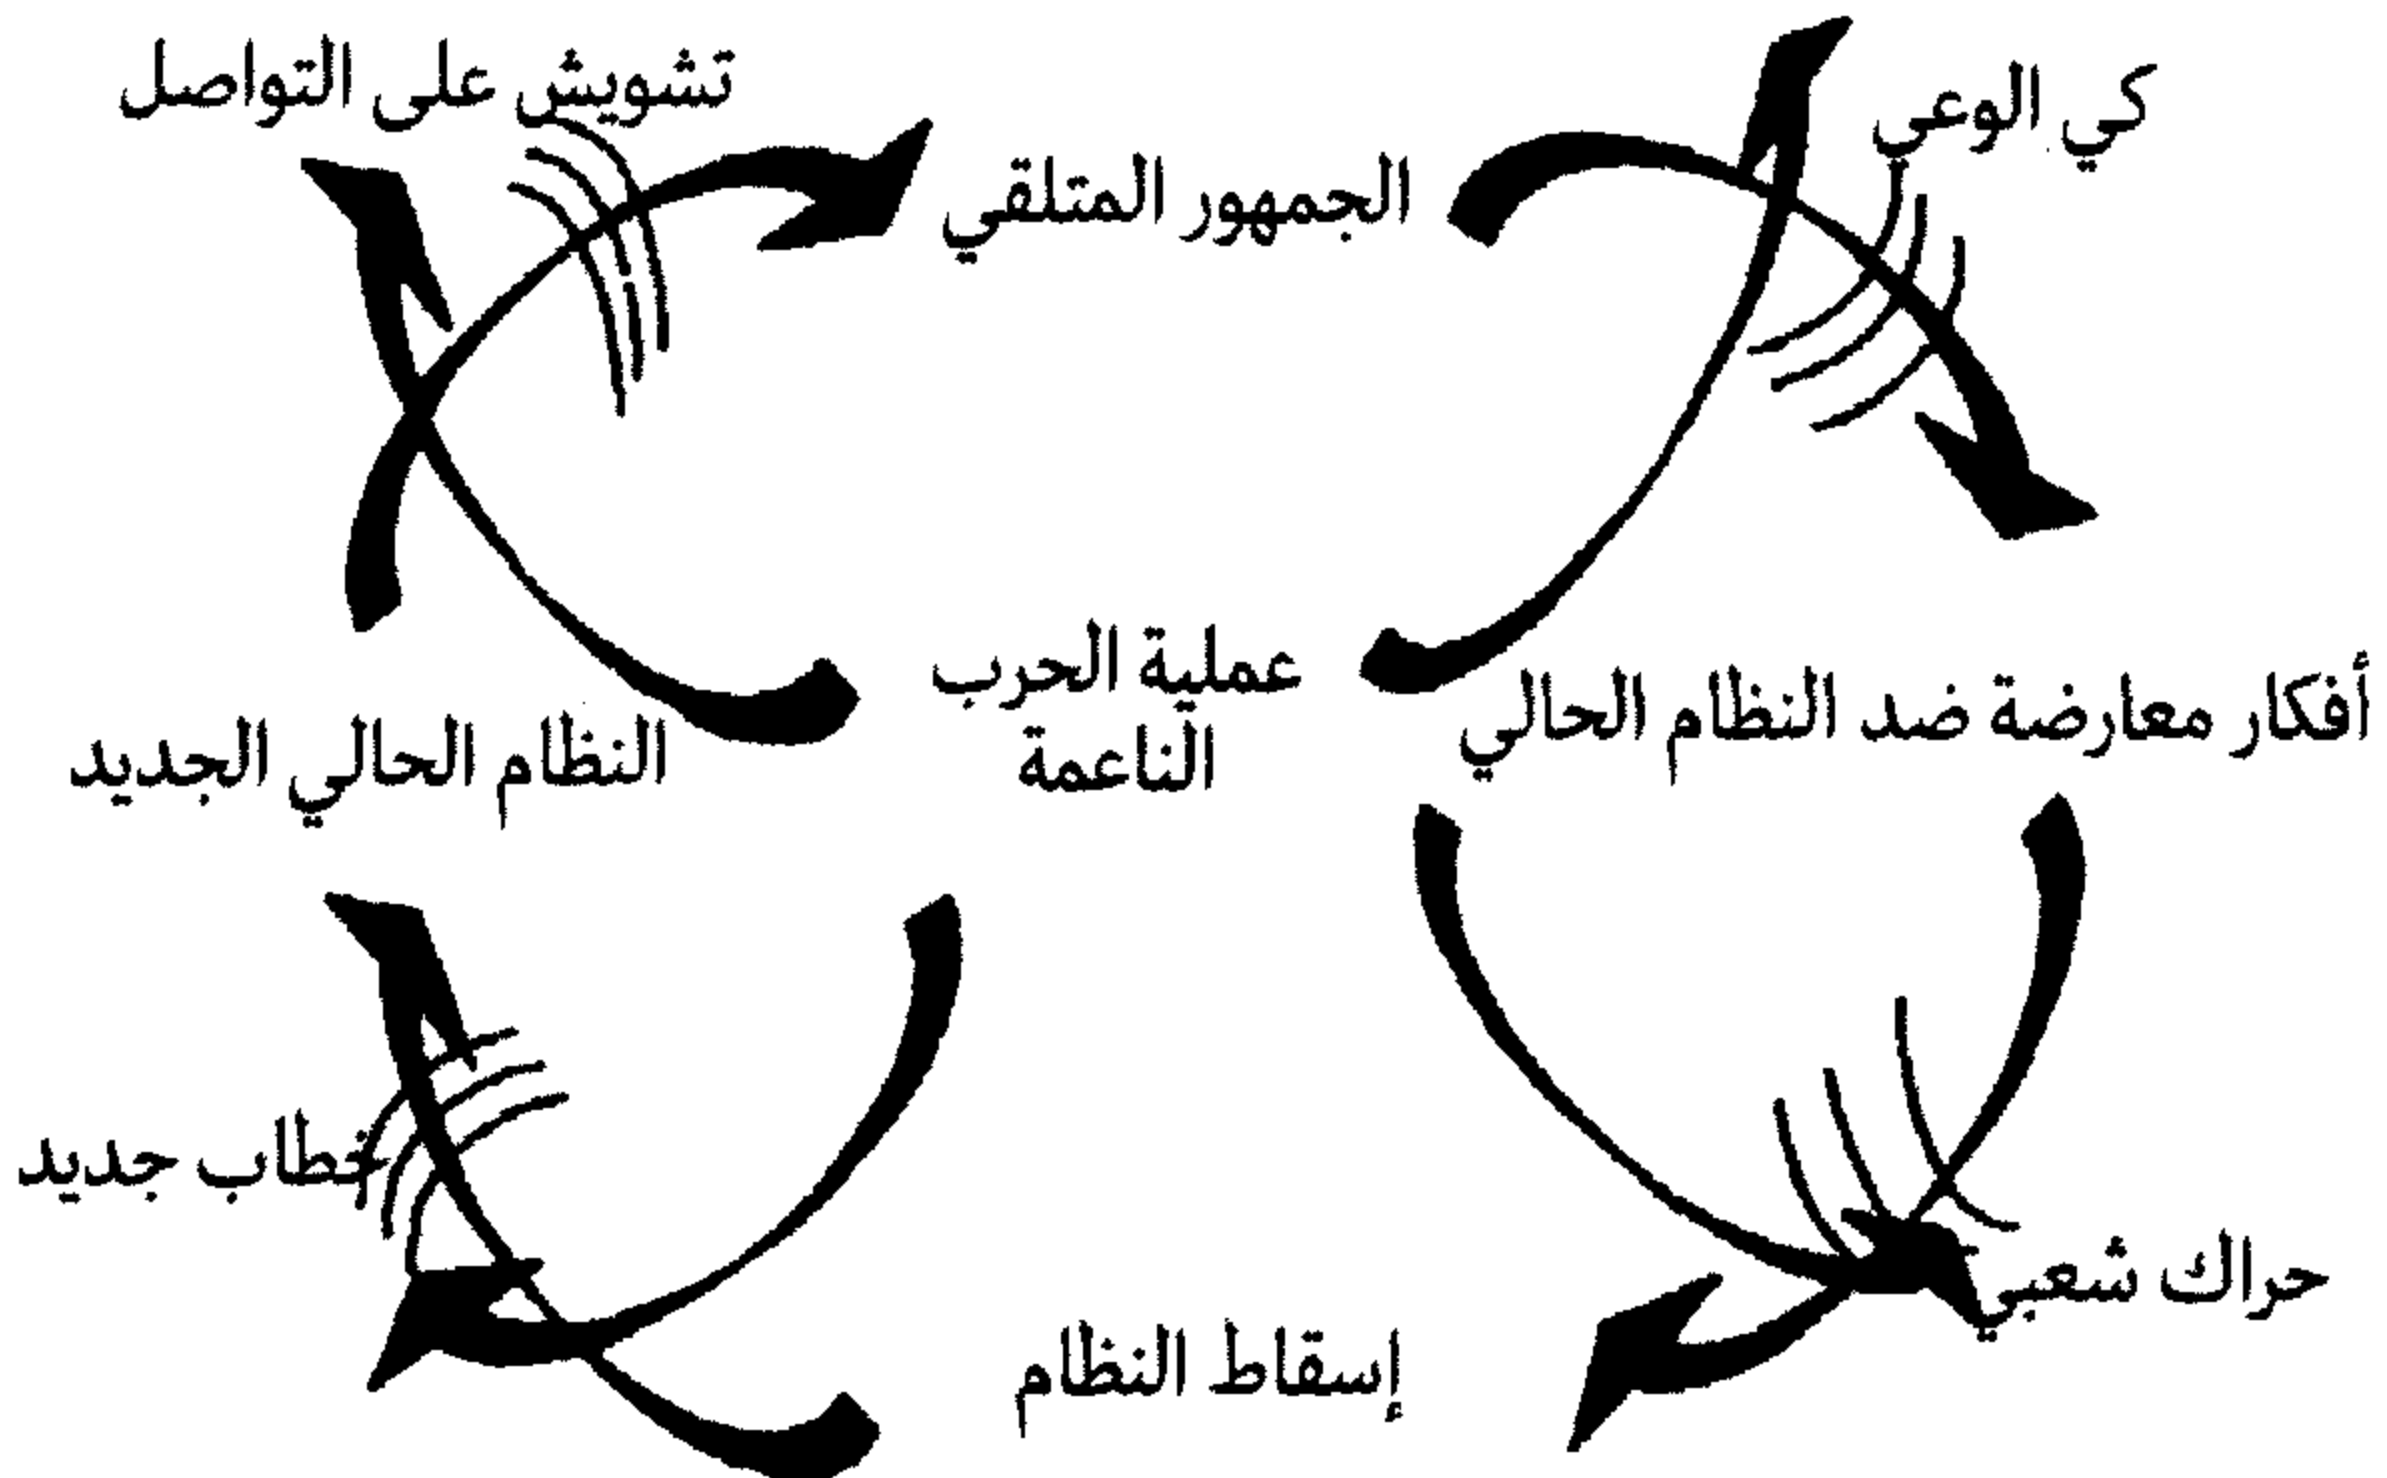 كي الوعي
تشويش على التواصل
الجمهور المتلقي
عملية الحرب
الناعمة
أفكار معارضة ضد النظام الحالي
النظام الحالي الجديد
خطاب جديد
حراك شعبي
إسقاط النظام